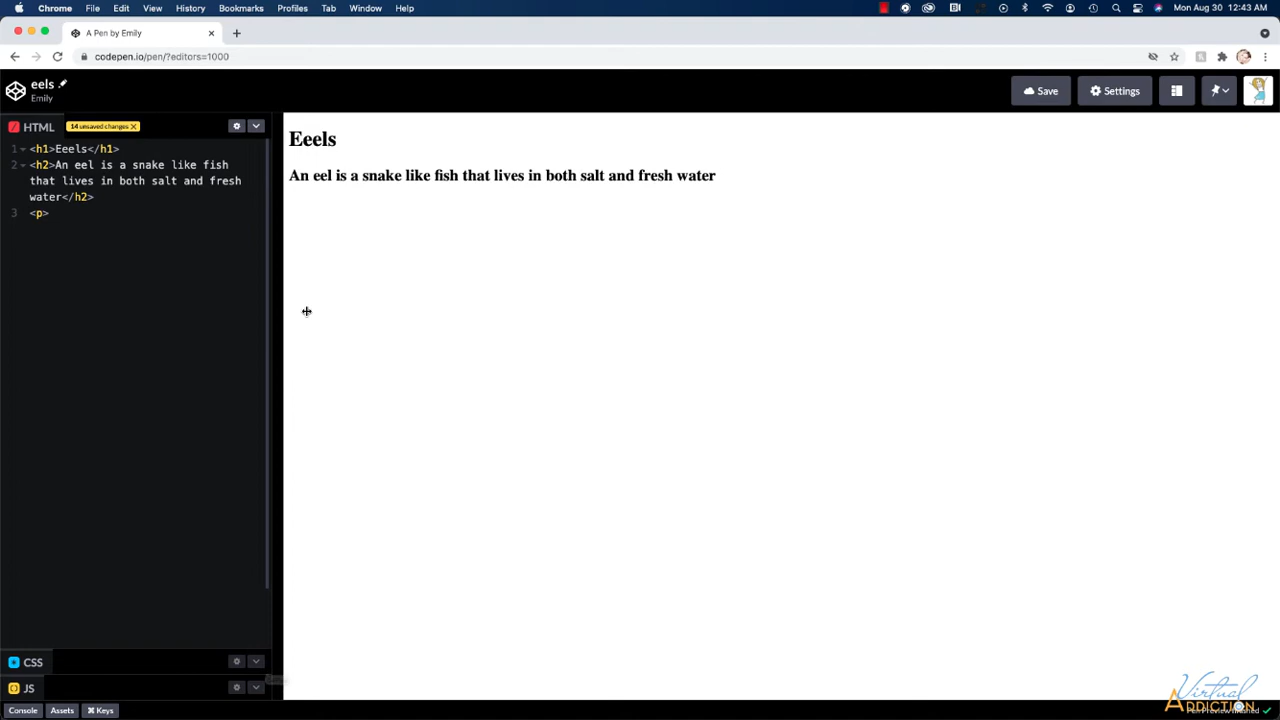 Chrome File Edit View History Bookmarks Profiles Tab Window Help Mon Aug 30 12:43 AM
A Pen by Emily
codepen.io/pen/?editors=1000
eels
Emily
Save Settings
HTML 14 unsaved changes X
1 <h1>Eeels</h1>
2 <h2>An eel is a snake like fish
that lives in both salt and fresh
water</h2>
3 <p>
Eeels
An eel is a snake like fish that lives in both salt and fresh water
CSS
JS
Console Assets ⌘ Keys
Virtual
ADDICTION